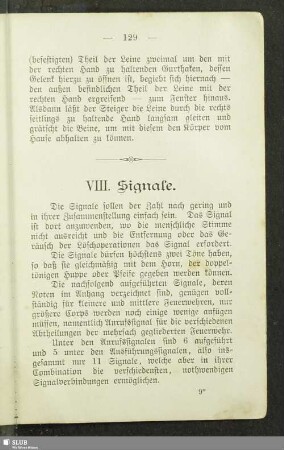 — 129 —
(befestigten) Theil der Leine zweimal um den mit
der rechten Hand zu haltenden Gurthaken, dessen
Gelenk hierzu zu öffnen ist, begiebt sich hiernach —
den außen befindlichen Theil der Leine mit der
rechten Hand ergreifend — zum Fenster hinaus.
Alsdann läßt der Steiger die Leine durch die rechts
seitlings zu haltende Hand langsam gleiten und
grätscht die Beine, um mit diesem den Körper vom
Hause abhalten zu können.
VIII. Signale.
Die Signale sollen der Zahl nach gering und
in ihrer Zusammenstellung einfach sein. Das Signal
ist dort anzuwenden, wo die menschliche Stimme
nicht ausreicht und die Entfernung oder das Ge-
räusch der Löschoperationen das Signal erfordert.
Die Signale dürfen höchstens zwei Töne haben,
so daß sie gleichmäßig mit dem Horn, der doppel-
tönigen Huppe oder Pfeife gegeben werden können.
Die nachfolgend aufgeführten Signale, deren
Noten im Anhang verzeichnet sind, genügen voll-
ständig für kleinere und mittlere Feuerwehren, nur
größere Corps werden noch einige wenige anfügen
müssen, namentlich Anrufsignal für die verschiedenen
Abtheilungen der mehrfach gegliederten Feuerwehr.
Unter den Anrufsignalen sind 6 aufgeführt
und 5 unter den Ausführungssignalen, also ins-
gesammt nur 11 Signale, welche aber in ihrer
Combination die verschiedensten, nothwendigen
Signalverbindungen ermöglichen.
9*
SLUB
Wir führen Wissen.